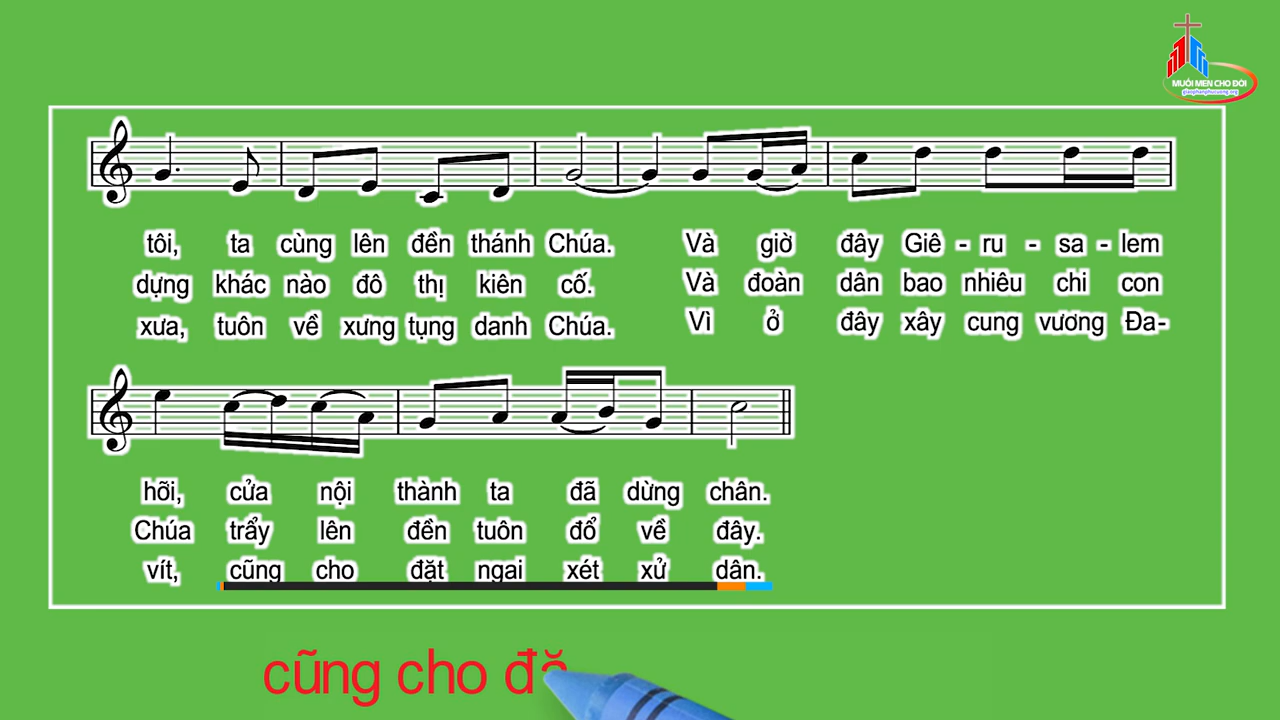 MUỐI MEN CHO ĐỜI
giaophanphucuong.org
tôi, ta cùng lên đền thánh Chúa. Và giờ đây Giê - ru - sa - lem
dựng khác nào đô thị kiên cố. Và đoàn dân bao nhiêu chi con
xưa, tuôn về xưng tụng danh Chúa. Vì ở đây xây cung vương Đa-
hỡi, cửa nội thành ta đã dừng chân.
Chúa trẩy lên đền tuôn đổ về đây.
vít, cũng cho đặt ngai xét xử dân.
cũng cho đặ